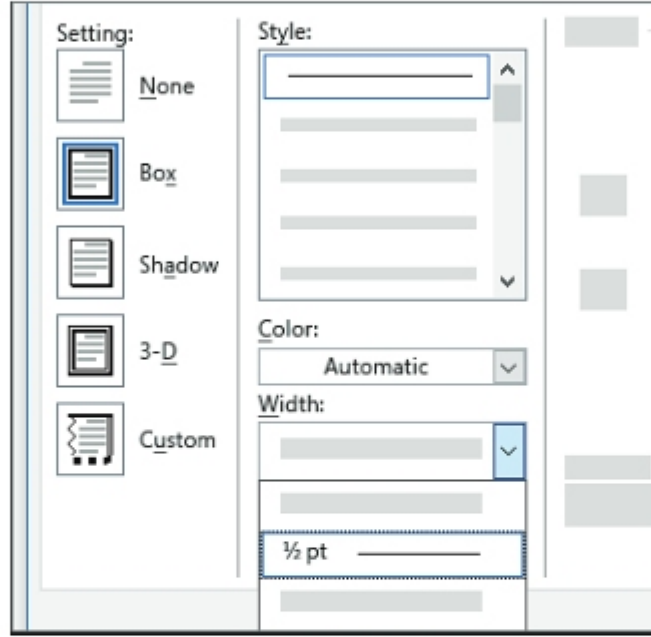 Setting:
None
Box
Shadow
3-D
Custom
Style:
Color:
Automatic
Width:
½ pt